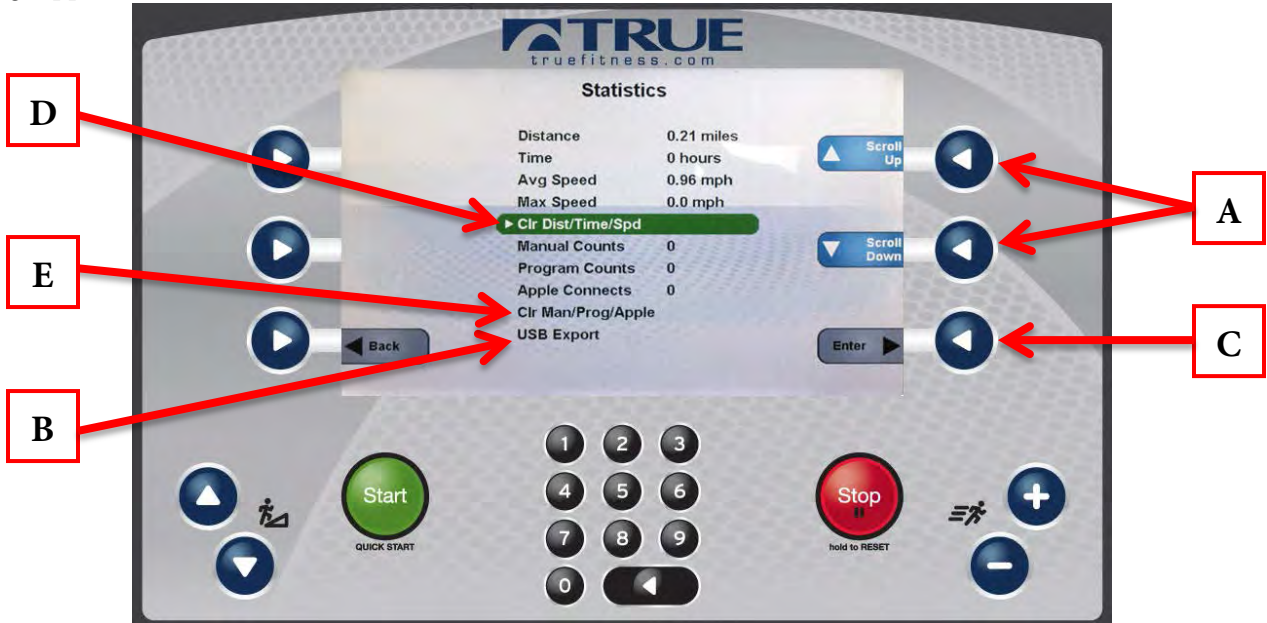 TRUE
truefitness.com
Statistics
D
Distance 0.21 miles
Scroll Up
Time 0 hours
Avg Speed 0.96 mph
Max Speed 0.0 mph
A
Clr Dist/Time/Spd
Manual Counts 0
Scroll Down
Program Counts 0
E
Apple Connects 0
Clr Man/Prog/Apple
USB Export
Back
Enter
C
B
1 2 3
Start
4 5 6
Stop
QUICK START
7 8 9
hold to RESET
0